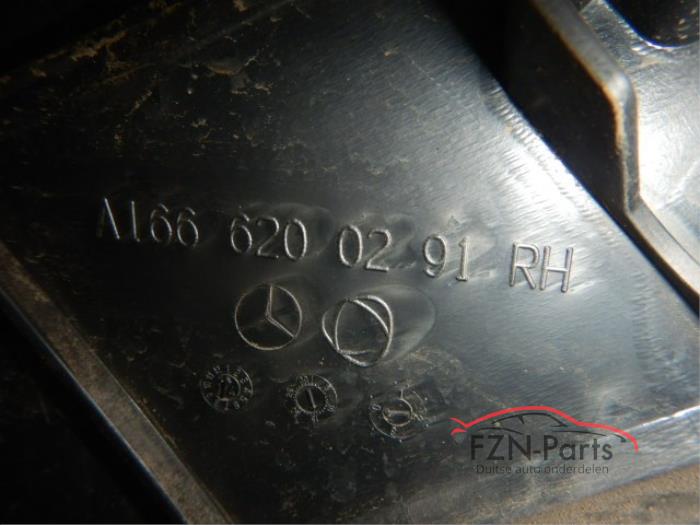 A166 620 02 91 RH
FZN-Parts
Duitse auto onderdelen